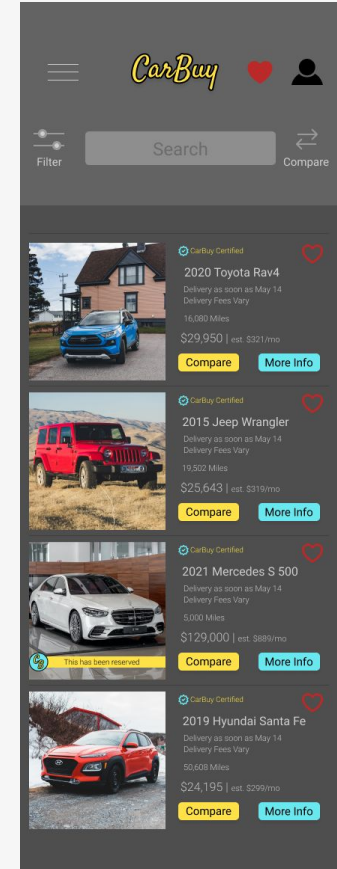 CarBuy
Filter
Search
Compare
CarBuy Certified
2020 Toyota Rav4
Delivery as soon as May 14
Delivery Fees Vary
16,080 Miles
$29,950 | est. $321/mo
Compare
More Info
CarBuy Certified
2015 Jeep Wrangler
Delivery as soon as May 14
Delivery Fees Vary
19,502 Miles
$25,643 | est. $319/mo
Compare
More Info
CarBuy Certified
2021 Mercedes S 500
Delivery as soon as May 14
Delivery Fees Vary
5,000 Miles
$129,000 | est. $889/mo
This has been reserved
Compare
More Info
CarBuy Certified
2019 Hyundai Santa Fe
Delivery as soon as May 14
Delivery Fees Vary
50,608 Miles
$24,195 | est. $299/mo
Compare
More Info